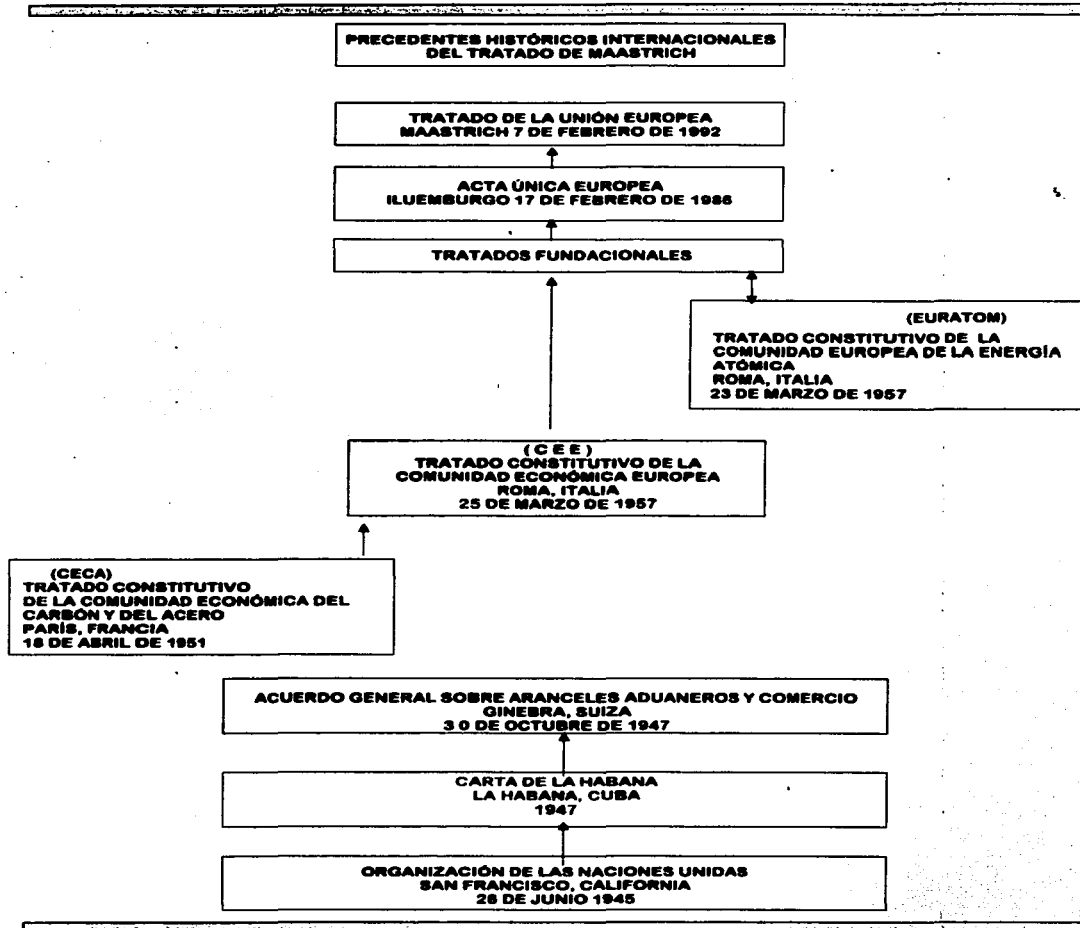 PRECEDENTES HISTÓRICOS INTERNACIONALES
DEL TRATADO DE MAASTRICH
TRATADO DE LA UNIÓN EUROPEA
MAASTRICH 7 DE FEBRERO DE 1992
ACTA ÚNICA EUROPEA
ILUEMBURGO 17 DE FEBRERO DE 1986
TRATADOS FUNDACIONALES
(EURATOM)
TRATADO CONSTITUTIVO DE LA
COMUNIDAD EUROPEA DE LA ENERGÍA
ATÓMICA
ROMA, ITALIA
23 DE MARZO DE 1957
(C E E)
TRATADO CONSTITUTIVO DE LA
COMUNIDAD ECONÓMICA EUROPEA
ROMA, ITALIA
25 DE MARZO DE 1957
(CECA)
TRATADO CONSTITUTIVO
DE LA COMUNIDAD ECONÓMICA DEL
CARBÓN Y DEL ACERO
PARÍS, FRANCIA
18 DE ABRIL DE 1951
ACUERDO GENERAL SOBRE ARANCELES ADUANEROS Y COMERCIO
GINEBRA, SUIZA
3 0 DE OCTUBRE DE 1947
CARTA DE LA HABANA
LA HABANA, CUBA
1947
ORGANIZACIÓN DE LAS NACIONES UNIDAS
SAN FRANCISCO, CALIFORNIA
26 DE JUNIO 1945